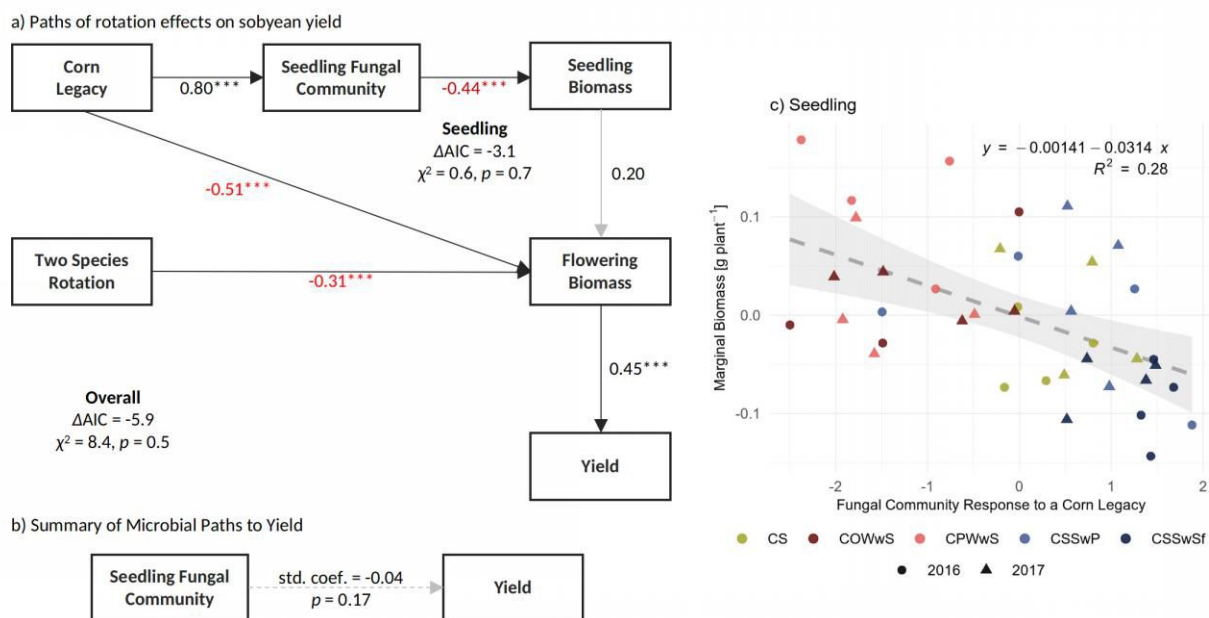 a) Paths of rotation effects on sobyean yield
Corn
Legacy
0.80***
Seedling Fungal
Community
-0.44***
Seedling
Biomass
Seedling
ΔAIC = -3.1
χ² = 0.6, p = 0.7
-0.51***
0.20
Two Species
Rotation
-0.31***
Flowering
Biomass
0.45***
Overall
ΔAIC = -5.9
χ² = 8.4, p = 0.5
Yield
b) Summary of Microbial Paths to Yield
Seedling Fungal
Community
std. coef. = -0.04
p = 0.17
Yield
c) Seedling
y = −0.00141 − 0.0314 x
R² = 0.28
Marginal Biomass [g plant⁻¹]
0.1
0.0
-0.1
-2 -1 0 1 2
Fungal Community Response to a Corn Legacy
CS COWwS CPWwS CSSwP CSSwSf
2016 2017